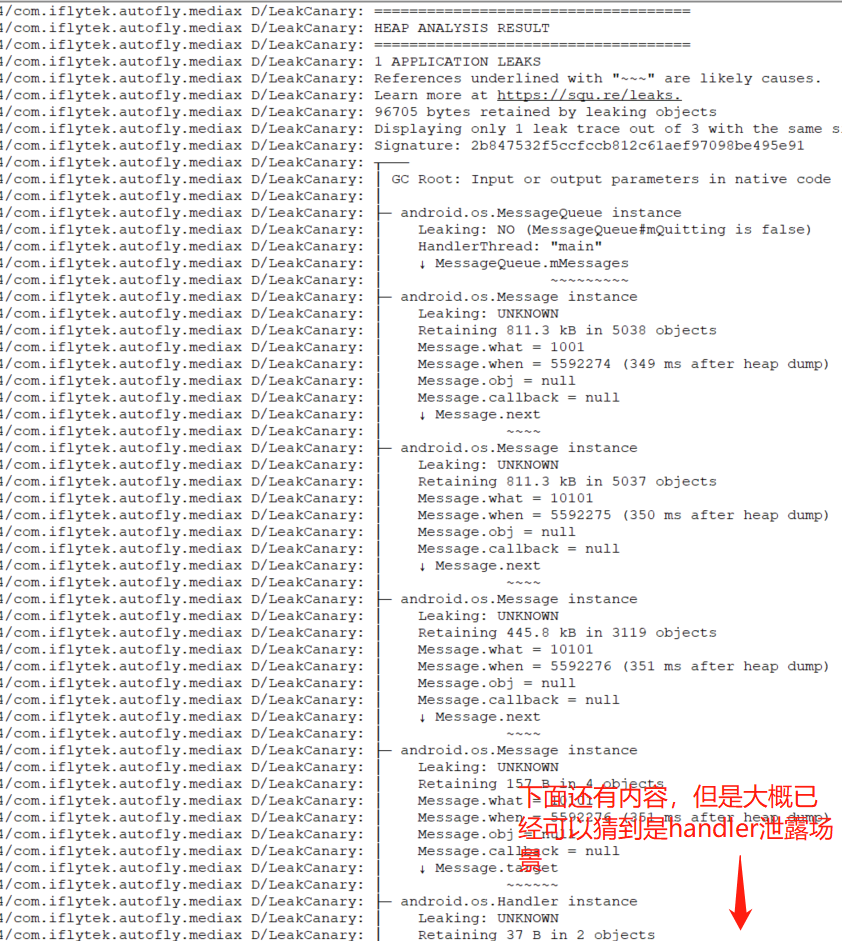 4/com.iflytek.autofly.mediax D/LeakCanary: ====================================
4/com.iflytek.autofly.mediax D/LeakCanary: HEAP ANALYSIS RESULT
4/com.iflytek.autofly.mediax D/LeakCanary: ====================================
4/com.iflytek.autofly.mediax D/LeakCanary: 1 APPLICATION LEAKS
4/com.iflytek.autofly.mediax D/LeakCanary: References underlined with "~~~" are likely causes.
4/com.iflytek.autofly.mediax D/LeakCanary: Learn more at https://squ.re/leaks.
4/com.iflytek.autofly.mediax D/LeakCanary: 96705 bytes retained by leaking objects
4/com.iflytek.autofly.mediax D/LeakCanary: Displaying only 1 leak trace out of 3 with the same s
4/com.iflytek.autofly.mediax D/LeakCanary: Signature: 2b847532f5ccfccb812c61aef97098be495e91
4/com.iflytek.autofly.mediax D/LeakCanary: ┬───
4/com.iflytek.autofly.mediax D/LeakCanary: │ GC Root: Input or output parameters in native code
4/com.iflytek.autofly.mediax D/LeakCanary: │
4/com.iflytek.autofly.mediax D/LeakCanary: ├─ android.os.MessageQueue instance
4/com.iflytek.autofly.mediax D/LeakCanary: │    Leaking: NO (MessageQueue#mQuitting is false)
4/com.iflytek.autofly.mediax D/LeakCanary: │    HandlerThread: "main"
4/com.iflytek.autofly.mediax D/LeakCanary: │    ↓ MessageQueue.mMessages
4/com.iflytek.autofly.mediax D/LeakCanary: │                   ~~~~~~~~~
4/com.iflytek.autofly.mediax D/LeakCanary: ├─ android.os.Message instance
4/com.iflytek.autofly.mediax D/LeakCanary: │    Leaking: UNKNOWN
4/com.iflytek.autofly.mediax D/LeakCanary: │    Retaining 811.3 kB in 5038 objects
4/com.iflytek.autofly.mediax D/LeakCanary: │    Message.what = 1001
4/com.iflytek.autofly.mediax D/LeakCanary: │    Message.when = 5592274 (349 ms after heap dump)
4/com.iflytek.autofly.mediax D/LeakCanary: │    Message.obj = null
4/com.iflytek.autofly.mediax D/LeakCanary: │    Message.callback = null
4/com.iflytek.autofly.mediax D/LeakCanary: │    ↓ Message.next
4/com.iflytek.autofly.mediax D/LeakCanary: │              ~~~~
4/com.iflytek.autofly.mediax D/LeakCanary: ├─ android.os.Message instance
4/com.iflytek.autofly.mediax D/LeakCanary: │    Leaking: UNKNOWN
4/com.iflytek.autofly.mediax D/LeakCanary: │    Retaining 811.3 kB in 5037 objects
4/com.iflytek.autofly.mediax D/LeakCanary: │    Message.what = 10101
4/com.iflytek.autofly.mediax D/LeakCanary: │    Message.when = 5592275 (350 ms after heap dump)
4/com.iflytek.autofly.mediax D/LeakCanary: │    Message.obj = null
4/com.iflytek.autofly.mediax D/LeakCanary: │    Message.callback = null
4/com.iflytek.autofly.mediax D/LeakCanary: │    ↓ Message.next
4/com.iflytek.autofly.mediax D/LeakCanary: │              ~~~~
4/com.iflytek.autofly.mediax D/LeakCanary: ├─ android.os.Message instance
4/com.iflytek.autofly.mediax D/LeakCanary: │    Leaking: UNKNOWN
4/com.iflytek.autofly.mediax D/LeakCanary: │    Retaining 445.8 kB in 3119 objects
4/com.iflytek.autofly.mediax D/LeakCanary: │    Message.what = 10101
4/com.iflytek.autofly.mediax D/LeakCanary: │    Message.when = 5592276 (351 ms after heap dump)
4/com.iflytek.autofly.mediax D/LeakCanary: │    Message.obj = null
4/com.iflytek.autofly.mediax D/LeakCanary: │    Message.callback = null
4/com.iflytek.autofly.mediax D/LeakCanary: │    ↓ Message.next
4/com.iflytek.autofly.mediax D/LeakCanary: │              ~~~~
4/com.iflytek.autofly.mediax D/LeakCanary: ├─ android.os.Message instance
4/com.iflytek.autofly.mediax D/LeakCanary: │    Leaking: UNKNOWN
4/com.iflytek.autofly.mediax D/LeakCanary: │    Retaining 157 B in 4 objects
4/com.iflytek.autofly.mediax D/LeakCanary: │    Message.what = 10101
4/com.iflytek.autofly.mediax D/LeakCanary: │    Message.when = 5592276 (351 ms after heap dump)
4/com.iflytek.autofly.mediax D/LeakCanary: │    Message.obj = null
4/com.iflytek.autofly.mediax D/LeakCanary: │    Message.callback = null
4/com.iflytek.autofly.mediax D/LeakCanary: │    ↓ Message.target
4/com.iflytek.autofly.mediax D/LeakCanary: │              ~~~~~~
4/com.iflytek.autofly.mediax D/LeakCanary: ├─ android.os.Handler instance
4/com.iflytek.autofly.mediax D/LeakCanary: │    Leaking: UNKNOWN
4/com.iflytek.autofly.mediax D/LeakCanary: │    Retaining 37 B in 2 objects
下面还有内容，但是大概已
经可以猜到是handler泄露场
景